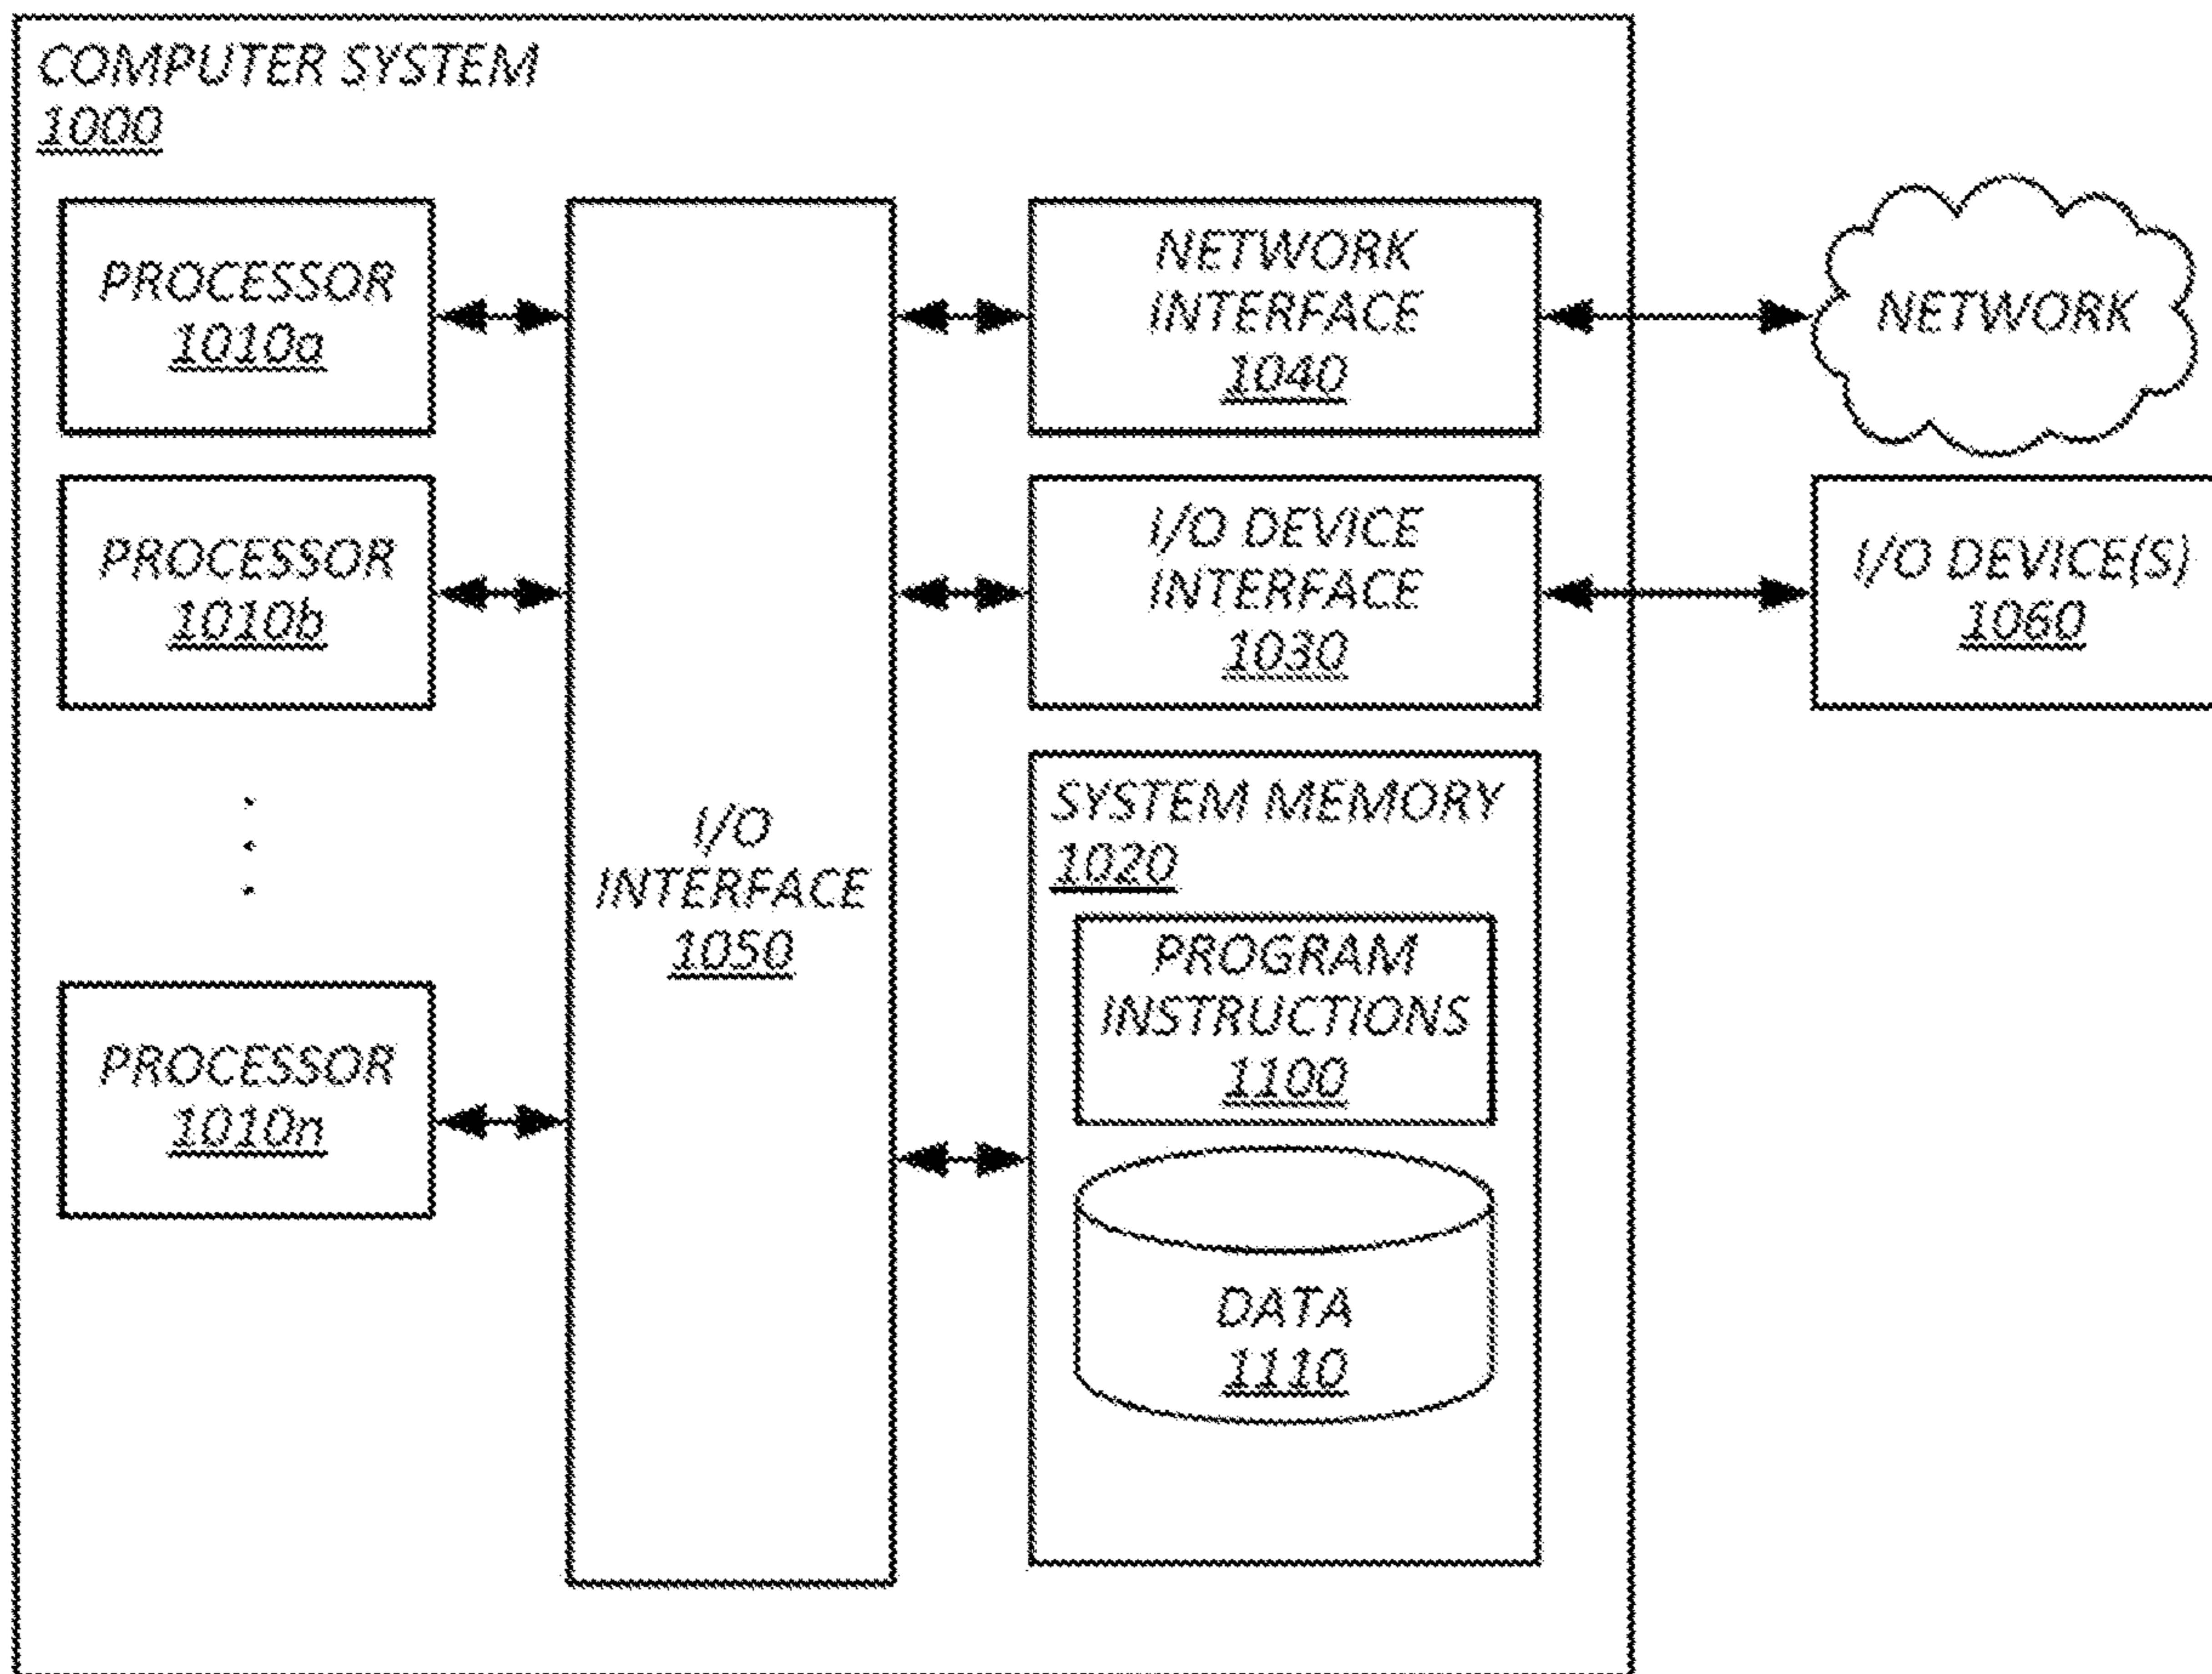 COMPUTER SYSTEM
1000
PROCESSOR
1010a
PROCESSOR
1010b
PROCESSOR
1010n
I/O
INTERFACE
1050
NETWORK
INTERFACE
1040
I/O DEVICE
INTERFACE
1030
SYSTEM MEMORY
1020
PROGRAM
INSTRUCTIONS
1100
DATA
1110
NETWORK
I/O DEVICE(S)
1060